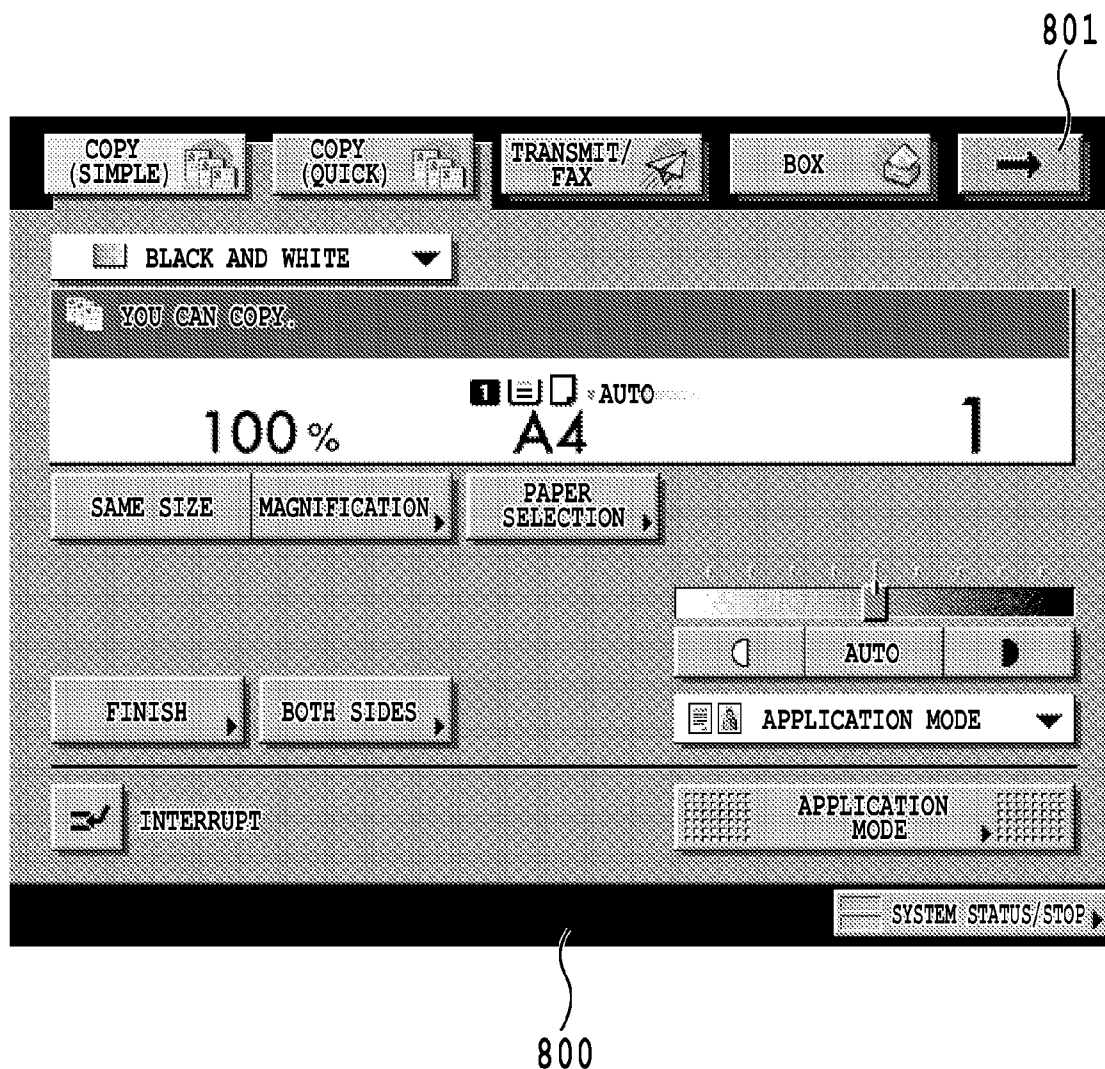 801
COPY
(SIMPLE)
COPY
(QUICK)
TRANSMIT/
FAX
BOX
BLACK AND WHITE
YOU CAN COPY.
1
AUTO
100 %
A4
1
SAME SIZE
MAGNIFICATION
PAPER
SELECTION
AUTO
FINISH
BOTH SIDES
APPLICATION MODE
INTERRUPT
APPLICATION
MODE
SYSTEM STATUS/STOP
800